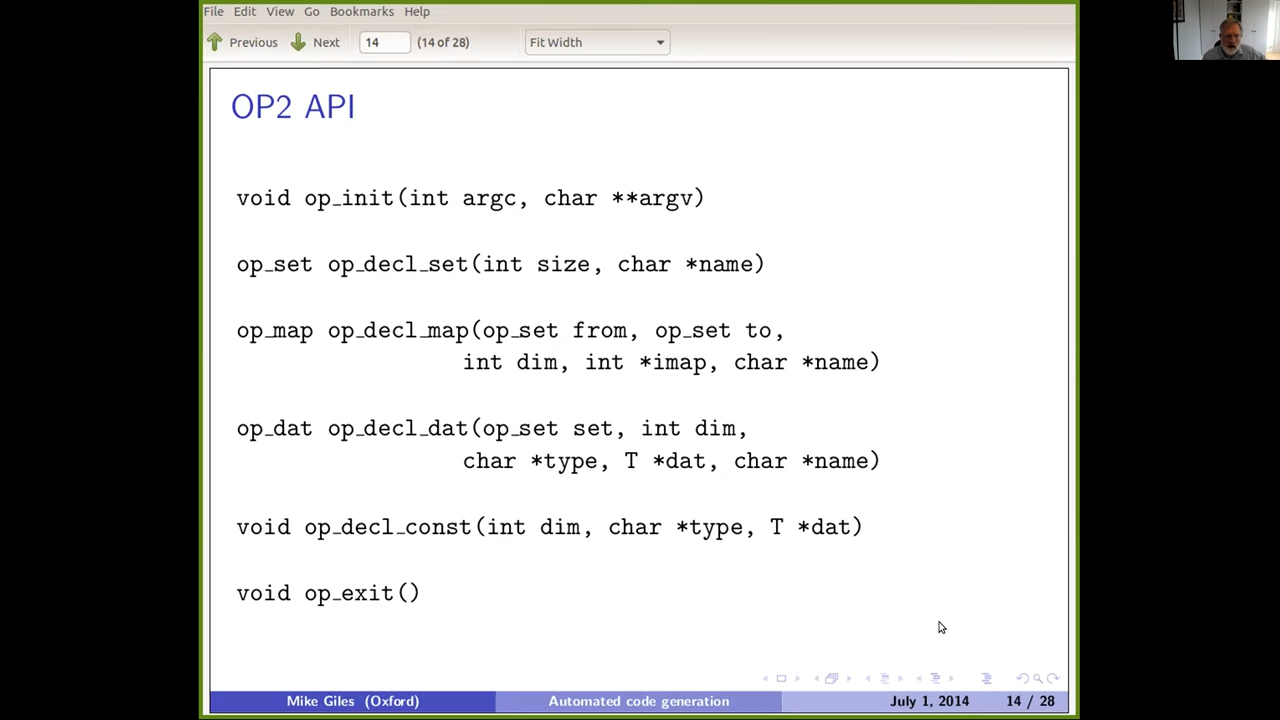 File Edit View Go Bookmarks Help
Previous Next 14 (14 of 28) Fit Width
OP2 API
void op_init(int argc, char **argv)
op_set op_decl_set(int size, char *name)
op_map op_decl_map(op_set from, op_set to,
int dim, int *imap, char *name)
op_dat op_decl_dat(op_set set, int dim,
char *type, T *dat, char *name)
void op_decl_const(int dim, char *type, T *dat)
void op_exit()
Mike Giles (Oxford) Automated code generation July 1, 2014 14 / 28